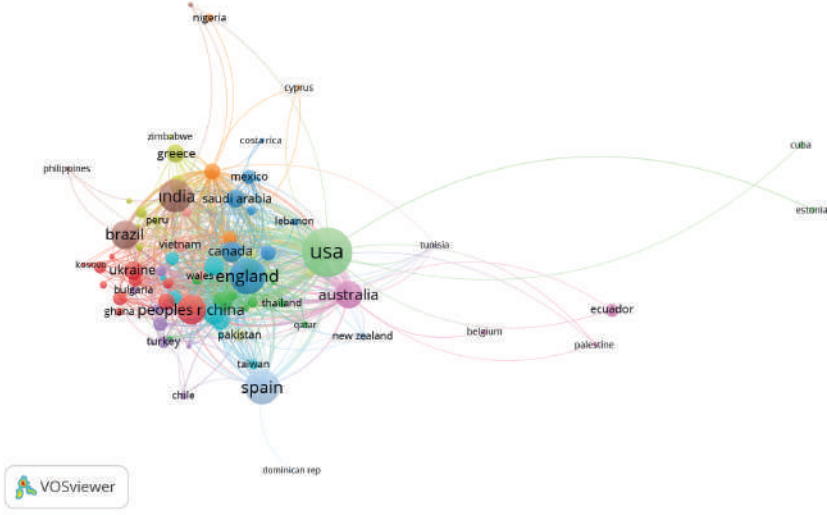 nigeria
cyprus
zimbabwe
costa rica
cuba
greece
philippines
mexico
india
saudi arabia
estonia
peru
lebanon
brazil
vietnam
tunisia
canada
usa
kosovo
ukraine
wales
england
bulgaria
australia
thailand
ghana
peoples r china
ecuador
qatar
belgium
pakistan
new zealand
turkey
palestine
taiwan
spain
chile
dominican rep
VOSviewer